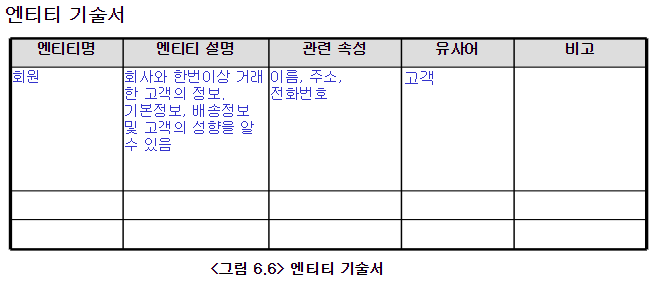 엔티티 기술서
엔티티명 엔티티 설명 관련 속성 유사어 비고
회원
회사와 한번이상 거래
한 고객의 정보,
기본정보, 배송정보
및 고객의 성향을 알
수 있음
이름, 주소,
전화번호
고객
<그림 6.6> 엔티티 기술서